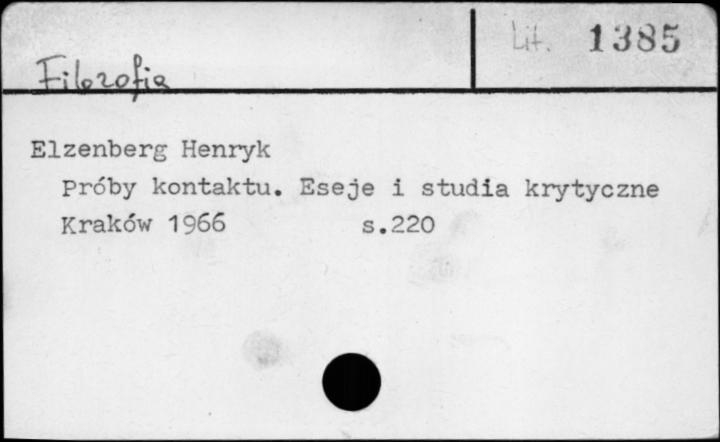 Lit. 1385
Filozofia
Elzenberg Henryk
Próby kontaktu. Eseje i studia krytyczne
Kraków 1966 s.220